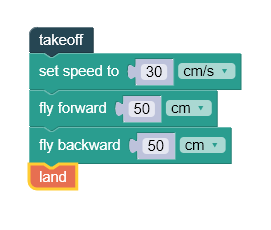 takeoff
set speed to 30 cm/s
fly forward 50 cm
fly backward 50 cm
land